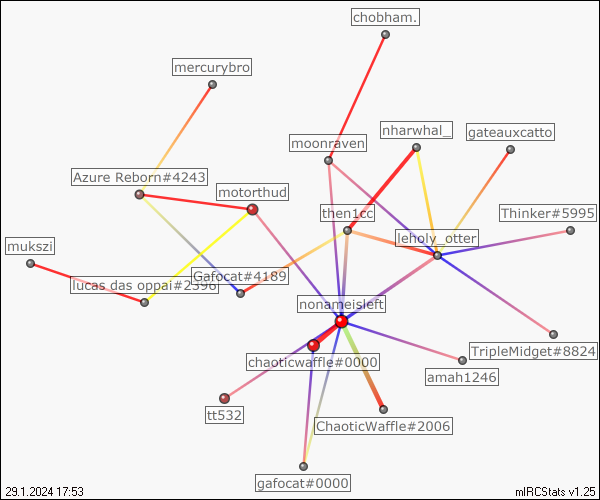 chobham.
mercurybro
nharwhal_
gateauxcatto
moonraven
Azure Reborn#4243
motorthud
then1cc
Thinker#5995
leholy_otter
mukszi
Gafocat#4189
lucas das oppai#2396
nonameisleft
TripleMidget#8824
chaoticwaffle#0000
amah1246
tt532
ChaoticWaffle#2006
gafocat#0000
29.1.2024 17:53
mIRCStats v1.25